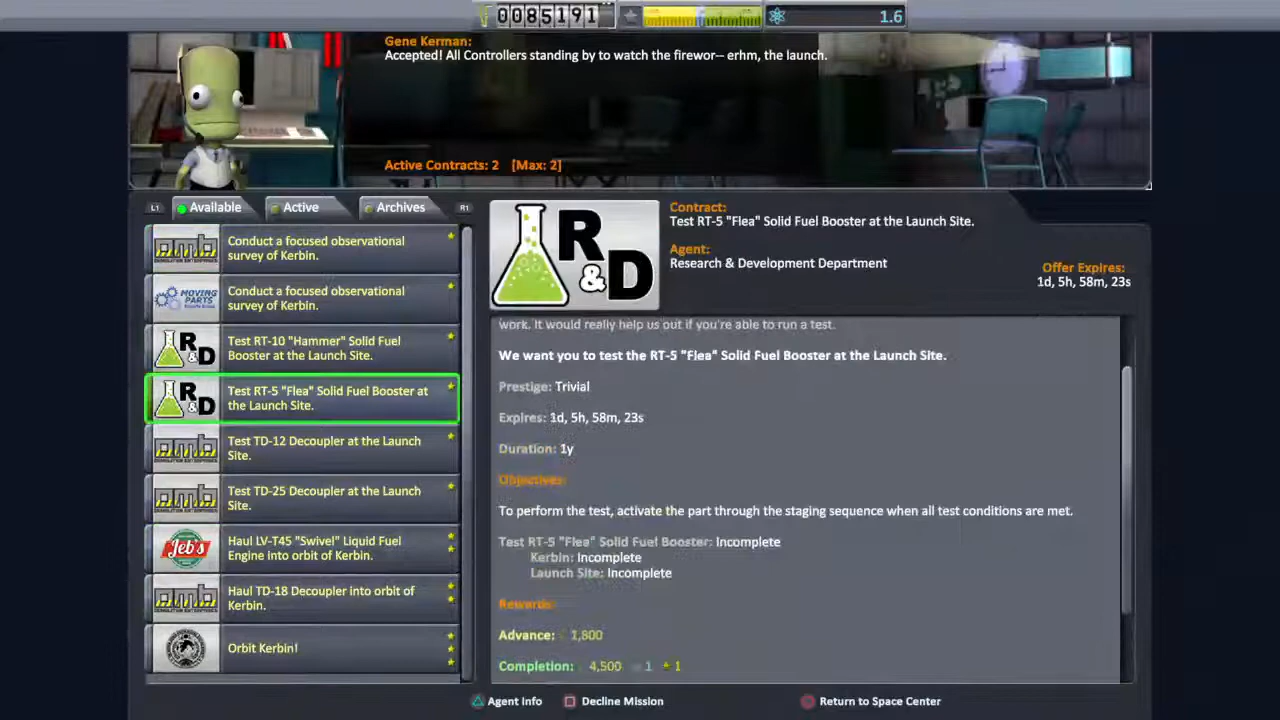 0085191
1.6
Gene Kerman:
Accepted! All Controllers standing by to watch the firewor-- erhm, the launch.
Active Contracts: 2 [Max: 2]
L1 Available Active Archives R1
Conduct a focused observational
survey of Kerbin.
MOVING
PARTS
Conduct a focused observational
survey of Kerbin.
R&D
Test RT-10 "Hammer" Solid Fuel
Booster at the Launch Site.
R&D
Test RT-5 "Flea" Solid Fuel Booster at
the Launch Site.
Test TD-12 Decoupler at the Launch
Site.
Test TD-25 Decoupler at the Launch
Site.
Jeb's
Haul LV-T45 "Swivel" Liquid Fuel
Engine into orbit of Kerbin.
Haul TD-18 Decoupler into orbit of
Kerbin.
Orbit Kerbin!
R&D
Contract:
Test RT-5 "Flea" Solid Fuel Booster at the Launch Site.
Agent:
Research & Development Department
Offer Expires:
1d, 5h, 58m, 23s
work. It would really help us out if you're able to run a test.
We want you to test the RT-5 "Flea" Solid Fuel Booster at the Launch Site.
Prestige: Trivial
Expires: 1d, 5h, 58m, 23s
Duration: 1y
Objectives:
To perform the test, activate the part through the staging sequence when all test conditions are met.
Test RT-5 "Flea" Solid Fuel Booster: Incomplete
Kerbin: Incomplete
Launch Site: Incomplete
Rewards:
Advance: 1,800
Completion: 4,500 1 1
Agent Info Decline Mission Return to Space Center